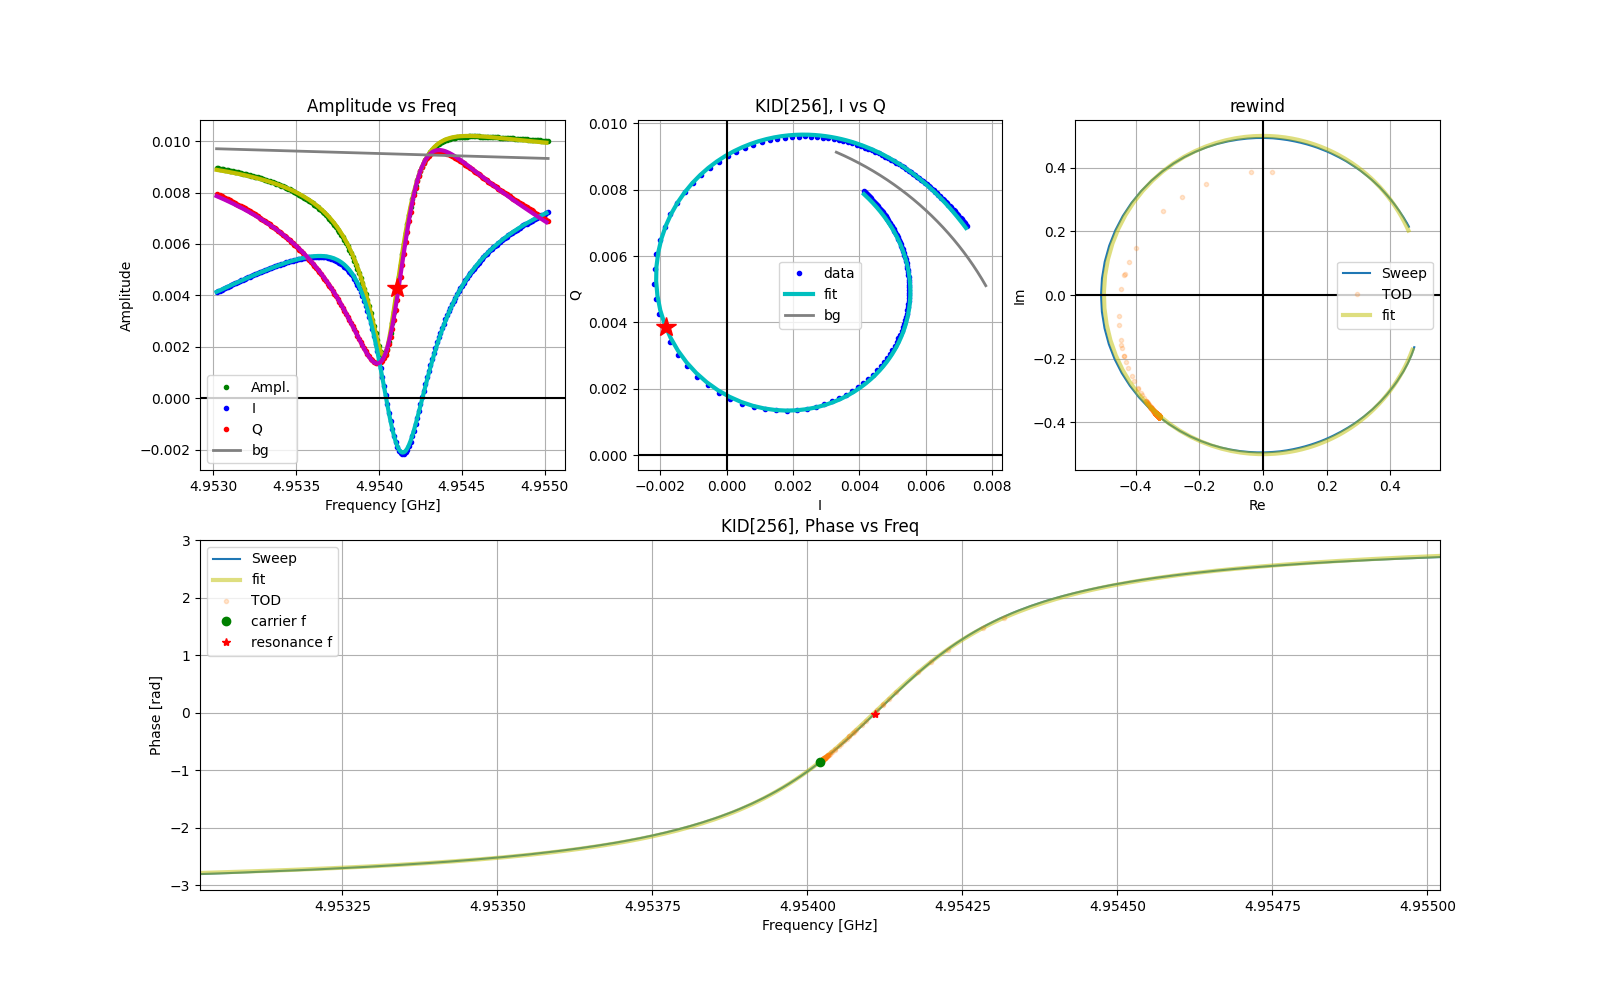 Amplitude vs Freq
Amplitude
0.010
0.008
0.006
0.004
0.002
0.000
−0.002
Ampl.
I
Q
bg
4.9530
4.9535
4.9540
4.9545
4.9550
Frequency [GHz]
KID[256], I vs Q
Q
0.010
0.008
0.006
0.004
0.002
0.000
data
fit
bg
−0.002
0.000
0.002
0.004
0.006
0.008
I
rewind
Im
0.4
0.2
0.0
−0.2
−0.4
Sweep
TOD
fit
−0.4
−0.2
0.0
0.2
0.4
Re
KID[256], Phase vs Freq
Phase [rad]
3
2
1
0
−1
−2
−3
Sweep
fit
TOD
carrier f
resonance f
4.95325
4.95350
4.95375
4.95400
4.95425
4.95450
4.95475
4.95500
Frequency [GHz]